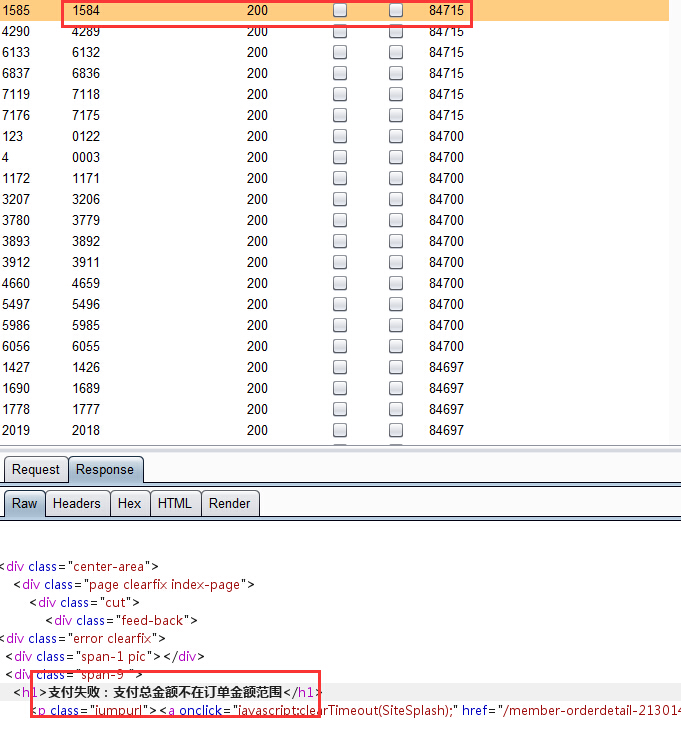 1585 1584 200 84715
4290 4289 200 84715
6133 6132 200 84715
6837 6836 200 84715
7119 7118 200 84715
7176 7175 200 84715
123 0122 200 84700
4 0003 200 84700
1172 1171 200 84700
3207 3206 200 84700
3780 3779 200 84700
3893 3892 200 84700
3912 3911 200 84700
4660 4659 200 84700
5497 5496 200 84700
5986 5985 200 84700
6056 6055 200 84700
1427 1426 200 84697
1690 1689 200 84697
1778 1777 200 84697
2019 2018 200 84697
Request Response
Raw Headers Hex HTML Render
<div class="center-area">
<div class="page clearfix index-page">
<div class="cut">
<div class="feed-back">
<div class="error clearfix">
<div class="span-1 pic"></div>
<div class="span-9 ">
<h1>支付失败：支付总金额不在订单金额范围</h1>
<p class="jumpurl"><a onclick="javascript:clearTimeout(SiteSplash);" href="/member-orderdetail-213014